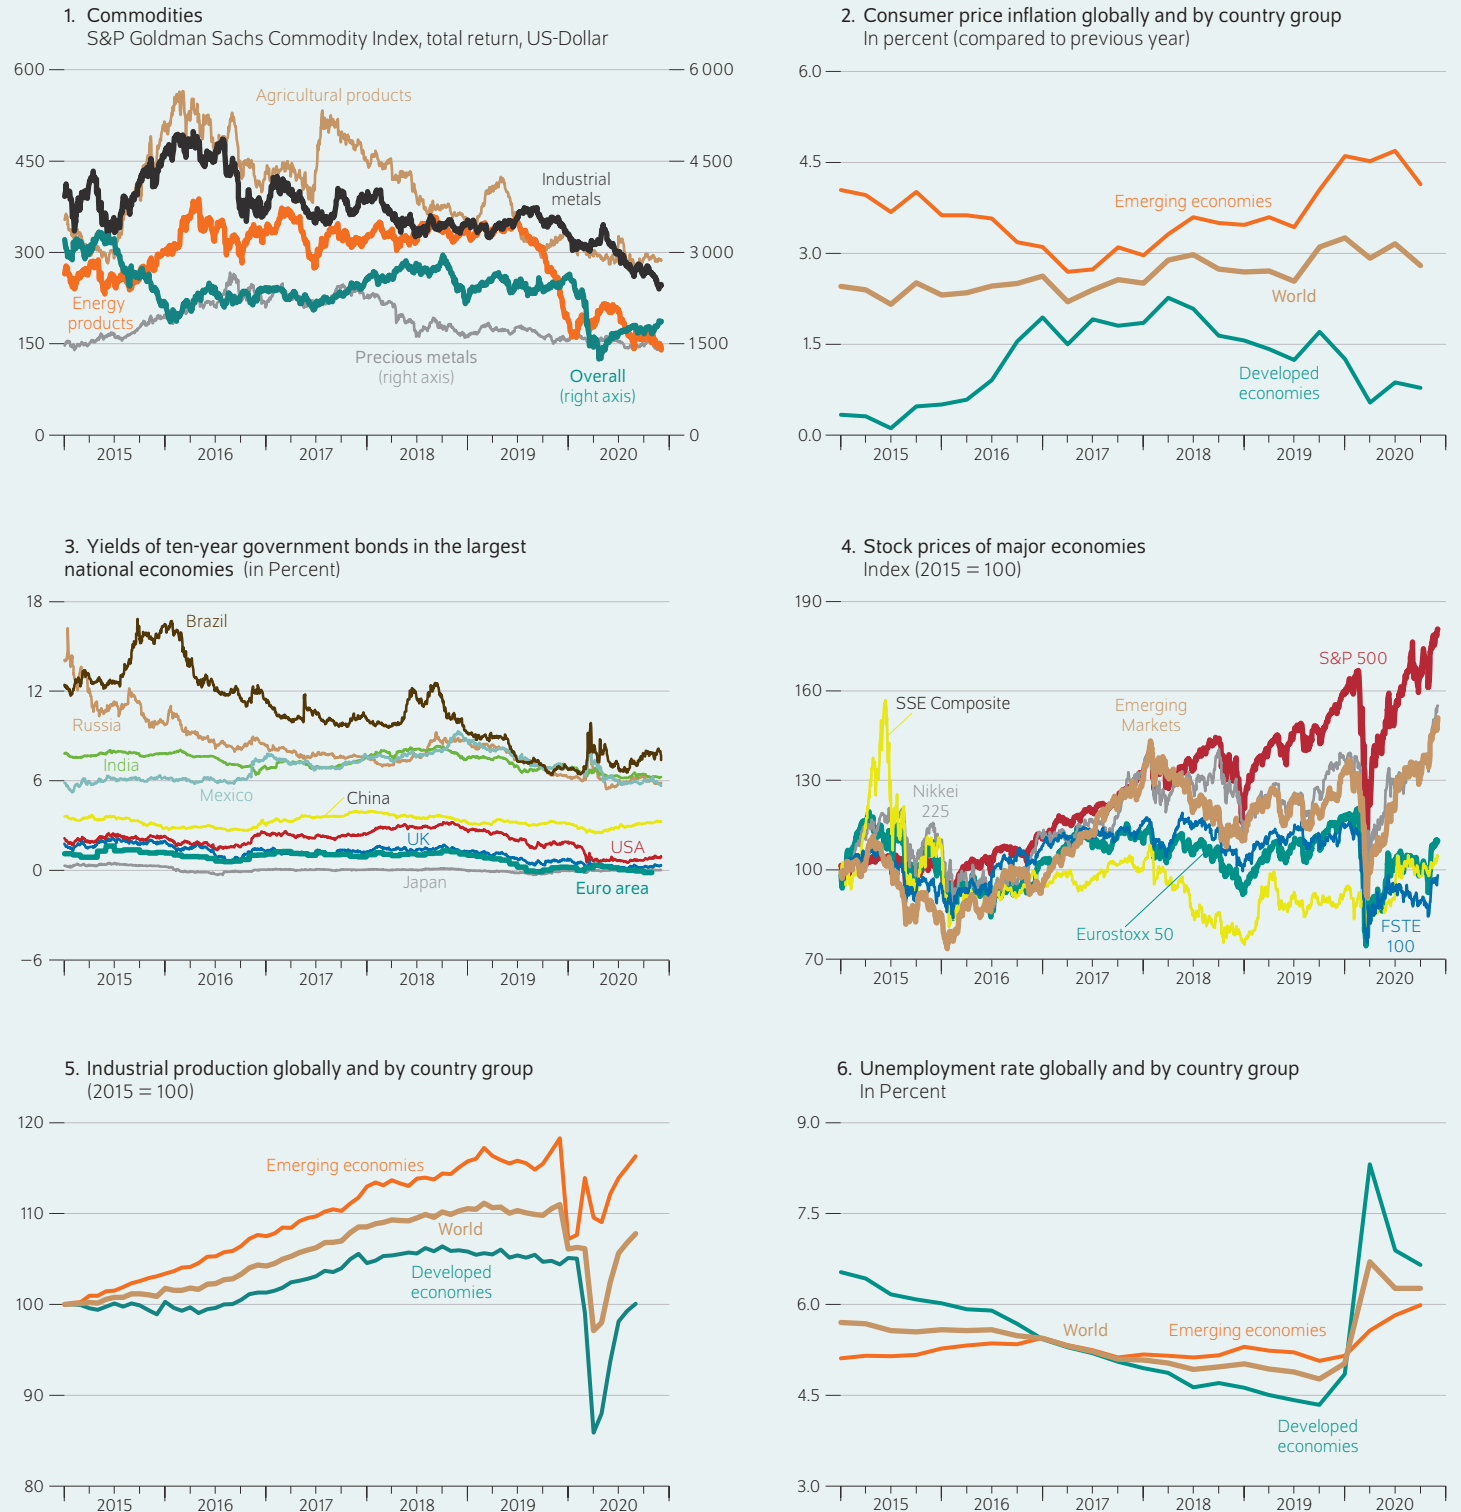 1. Commodities
S&P Goldman Sachs Commodity Index, total return, US-Dollar
600
6 000
Agricultural products
450
4 500
Industrial
metals
300
3 000
Energy
products
150
1 500
Precious metals
(right axis)
Overall
(right axis)
0
0
2015 2016 2017 2018 2019 2020
2. Consumer price inflation globally and by country group
In percent (compared to previous year)
6.0
4.5
Emerging economies
3.0
World
1.5
Developed
economies
0.0
2015 2016 2017 2018 2019 2020
3. Yields of ten-year government bonds in the largest
national economies (in Percent)
18
Brazil
12
Russia
India
6
Mexico
China
UK
USA
0
Japan
Euro area
−6
2015 2016 2017 2018 2019 2020
4. Stock prices of major economies
Index (2015 = 100)
190
S&P 500
160
SSE Composite
Emerging
Markets
130
Nikkei
225
100
Eurostoxx 50
FSTE
100
70
2015 2016 2017 2018 2019 2020
5. Industrial production globally and by country group
(2015 = 100)
120
Emerging economies
110
World
Developed
economies
100
90
80
2015 2016 2017 2018 2019 2020
6. Unemployment rate globally and by country group
In Percent
9.0
7.5
6.0
World
Emerging economies
4.5
Developed
economies
3.0
2015 2016 2017 2018 2019 2020